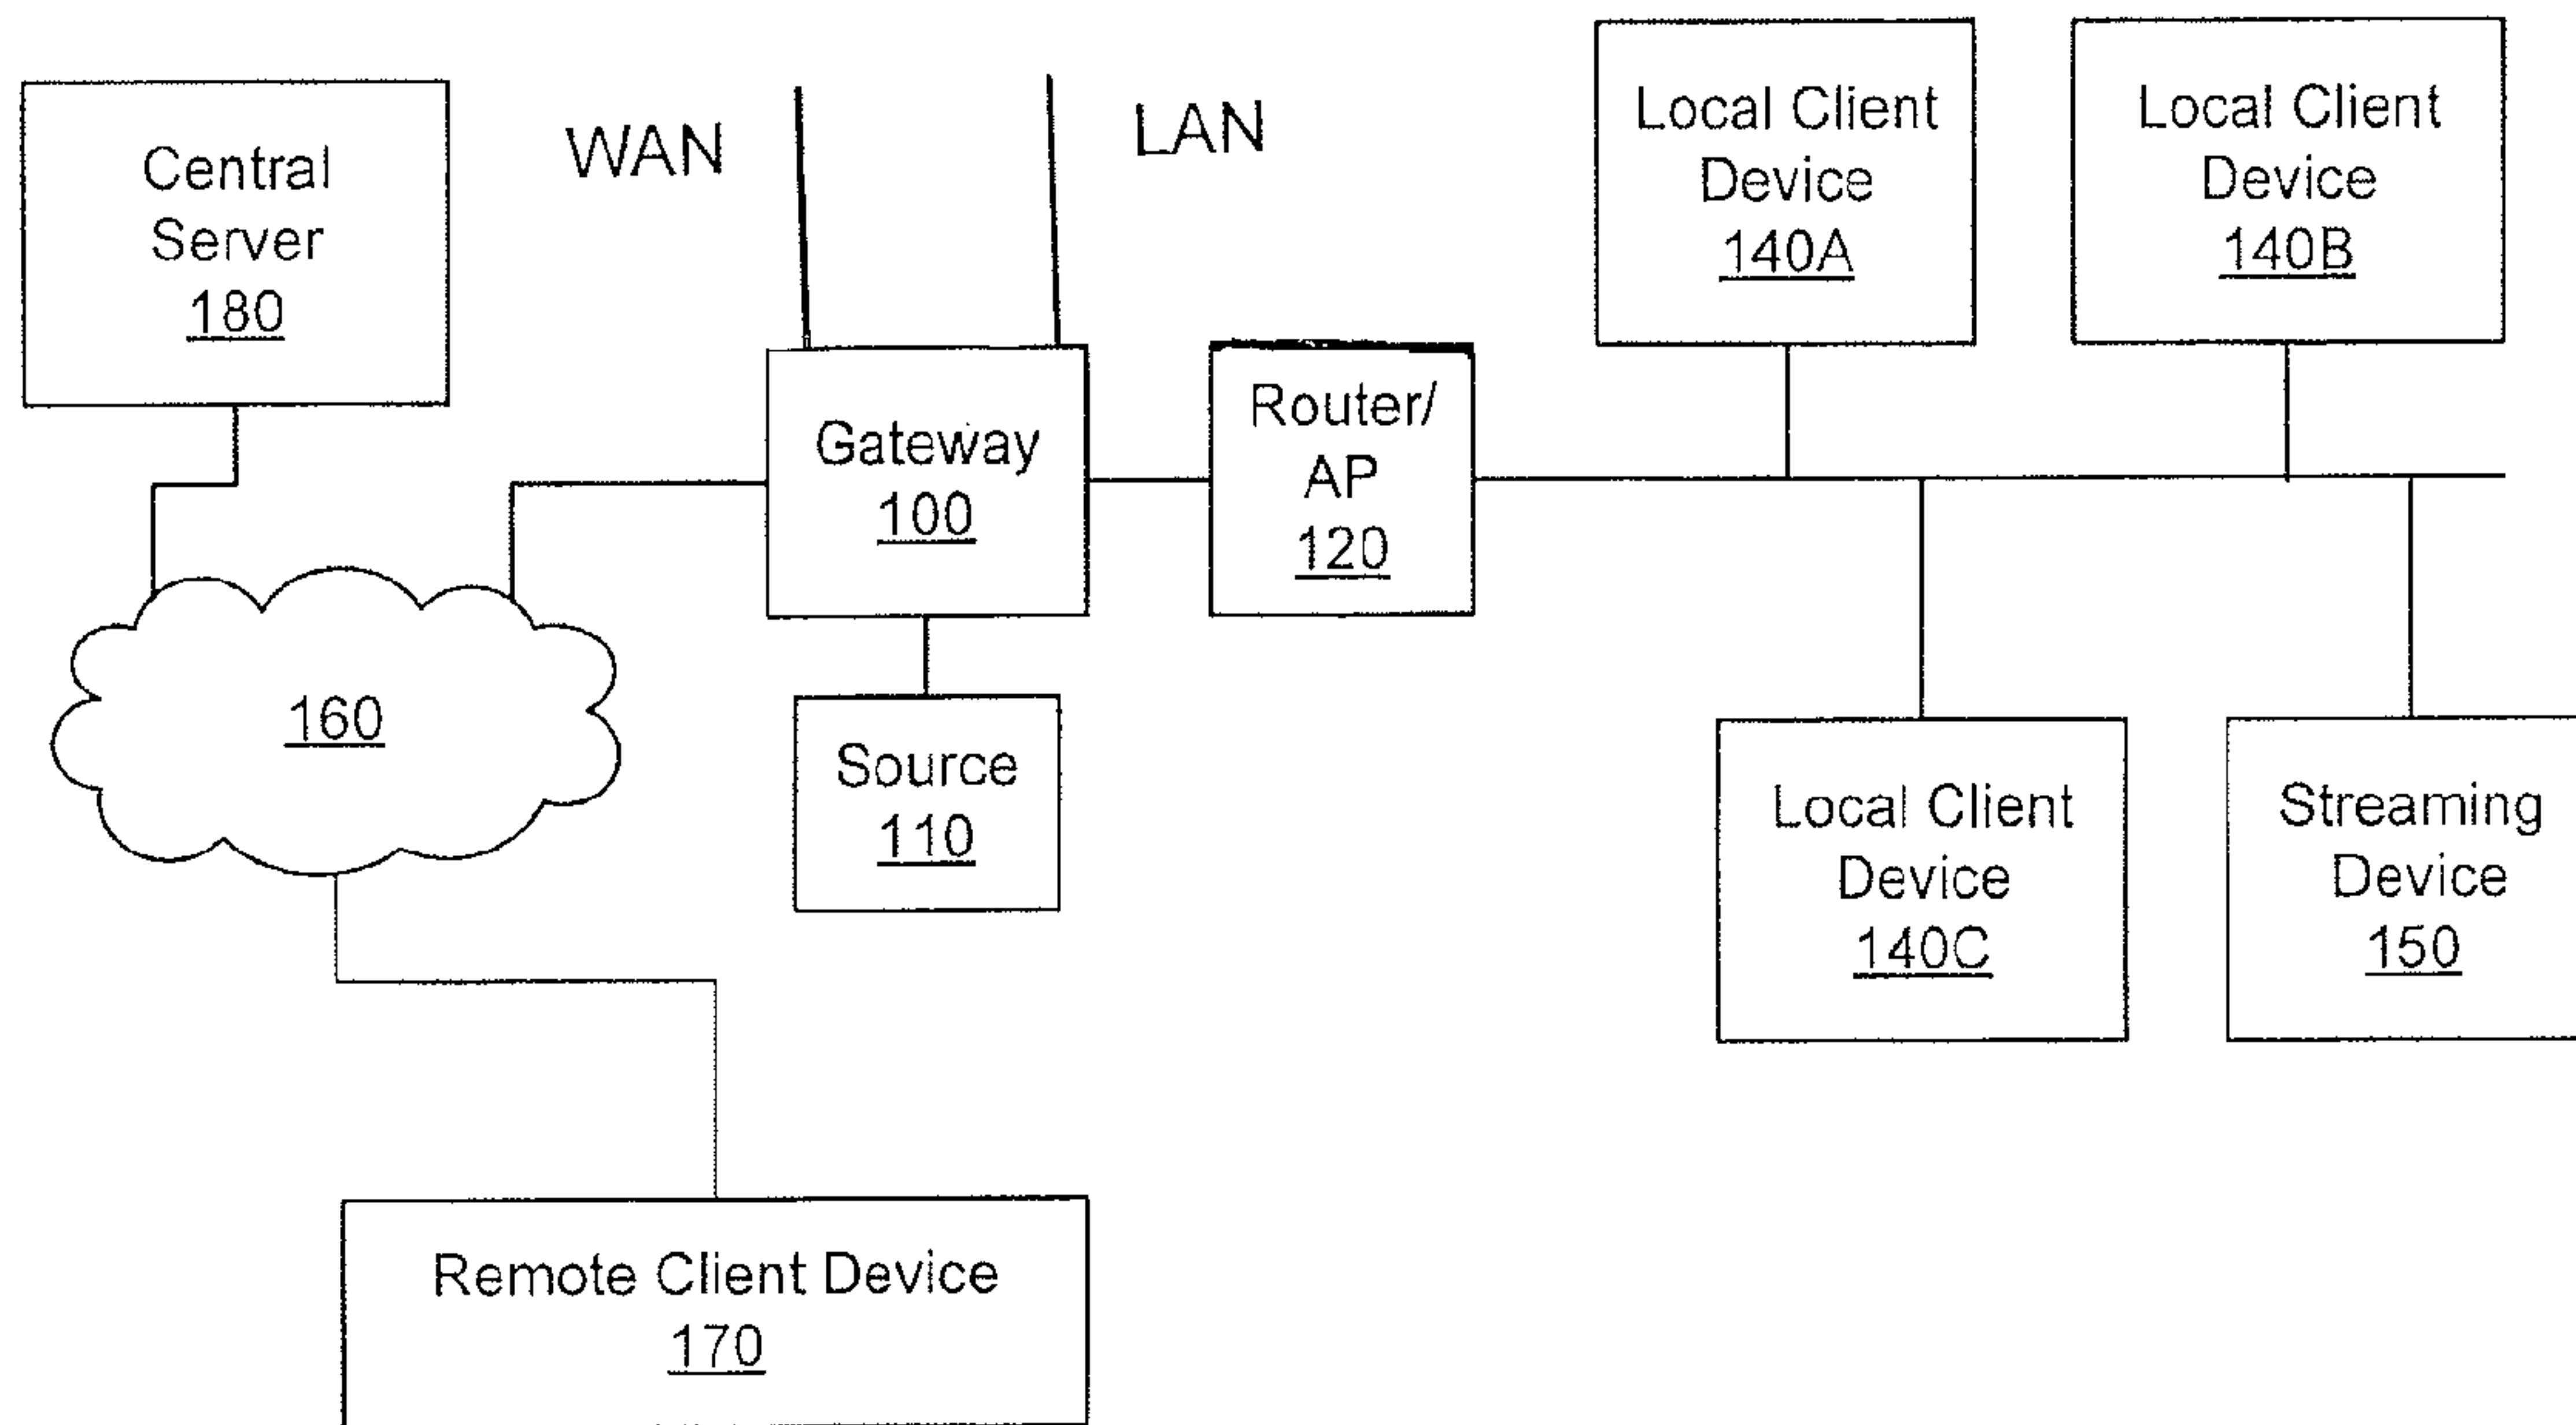 Central
Server
180
WAN
LAN
Local Client
Device
140A
Local Client
Device
140B
Gateway
100
Router/
AP
120
160
Source
110
Local Client
Device
140C
Streaming
Device
150
Remote Client Device
170